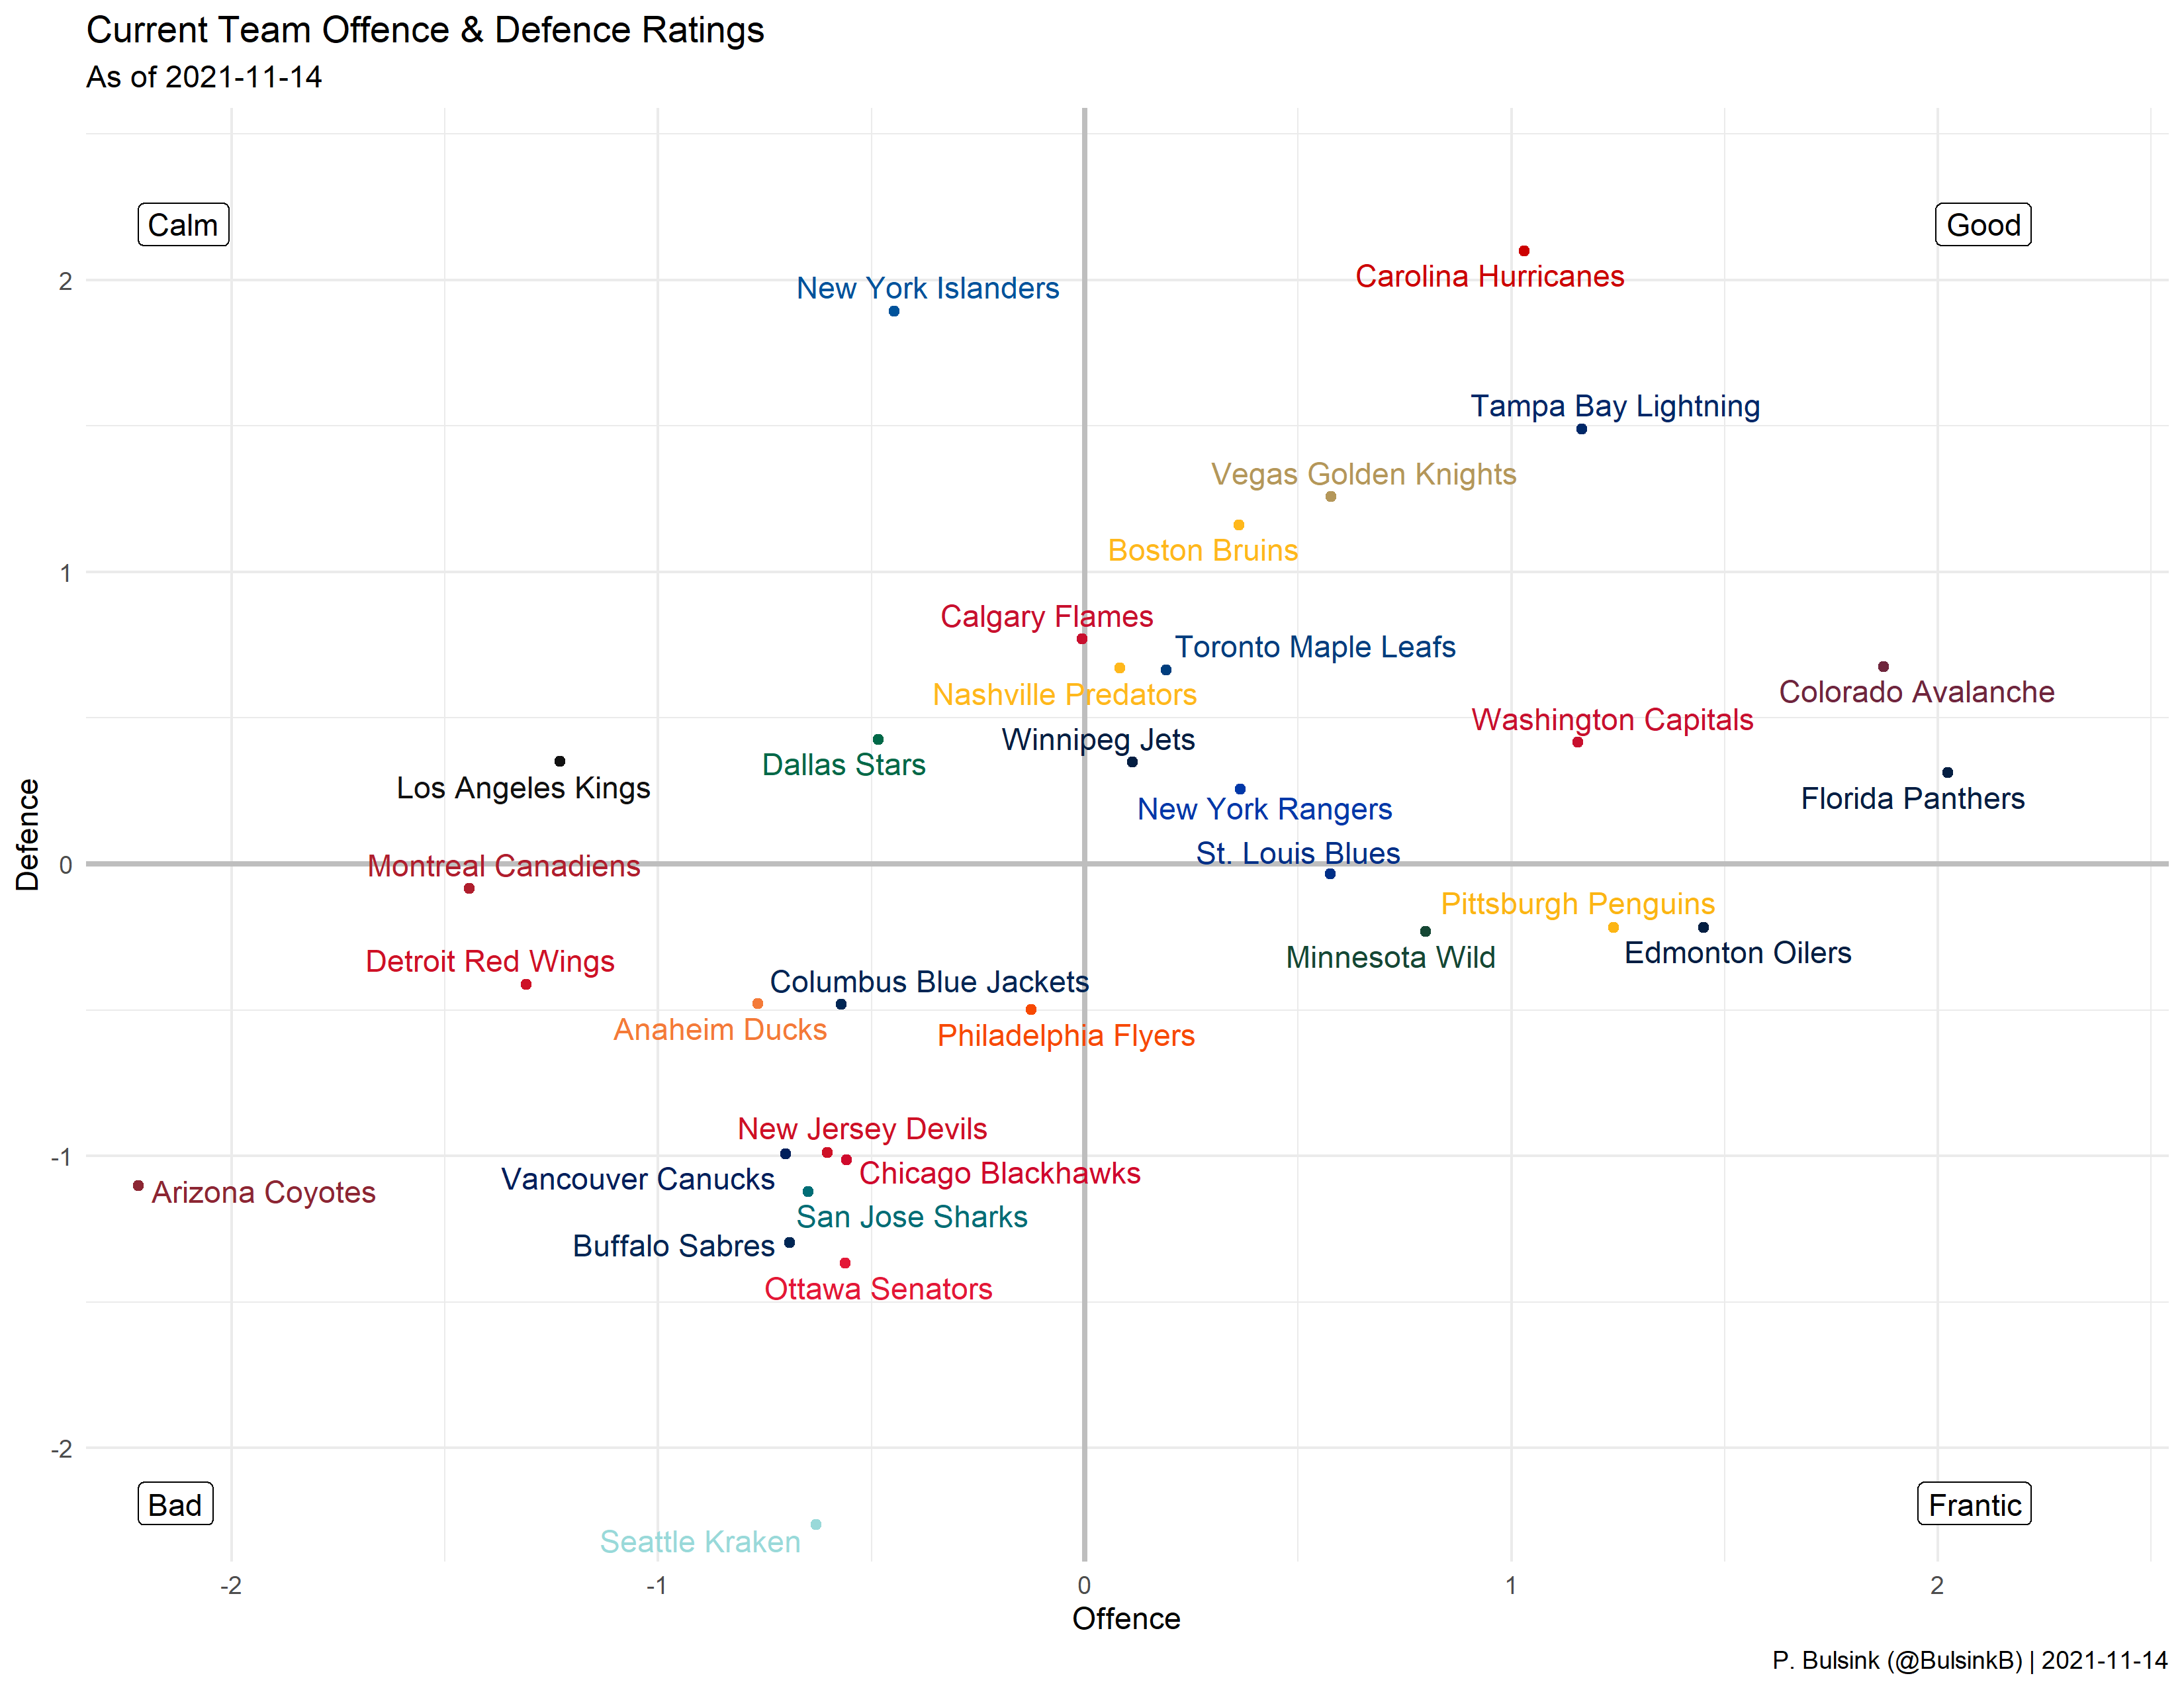 Current Team Offence & Defence Ratings
As of 2021-11-14
Calm
Good
2
New York Islanders
Carolina Hurricanes
Tampa Bay Lightning
Vegas Golden Knights
Boston Bruins
1
Calgary Flames
Toronto Maple Leafs
Nashville Predators
Colorado Avalanche
Washington Capitals
Winnipeg Jets
Dallas Stars
Los Angeles Kings
Florida Panthers
New York Rangers
St. Louis Blues
Defence
0
Montreal Canadiens
Pittsburgh Penguins
Edmonton Oilers
Minnesota Wild
Detroit Red Wings
Columbus Blue Jackets
Anaheim Ducks
Philadelphia Flyers
New Jersey Devils
-1
Chicago Blackhawks
Vancouver Canucks
Arizona Coyotes
San Jose Sharks
Buffalo Sabres
Ottawa Senators
-2
Bad
Frantic
Seattle Kraken
-2
-1
0
1
2
Offence
P. Bulsink (@BulsinkB) | 2021-11-14